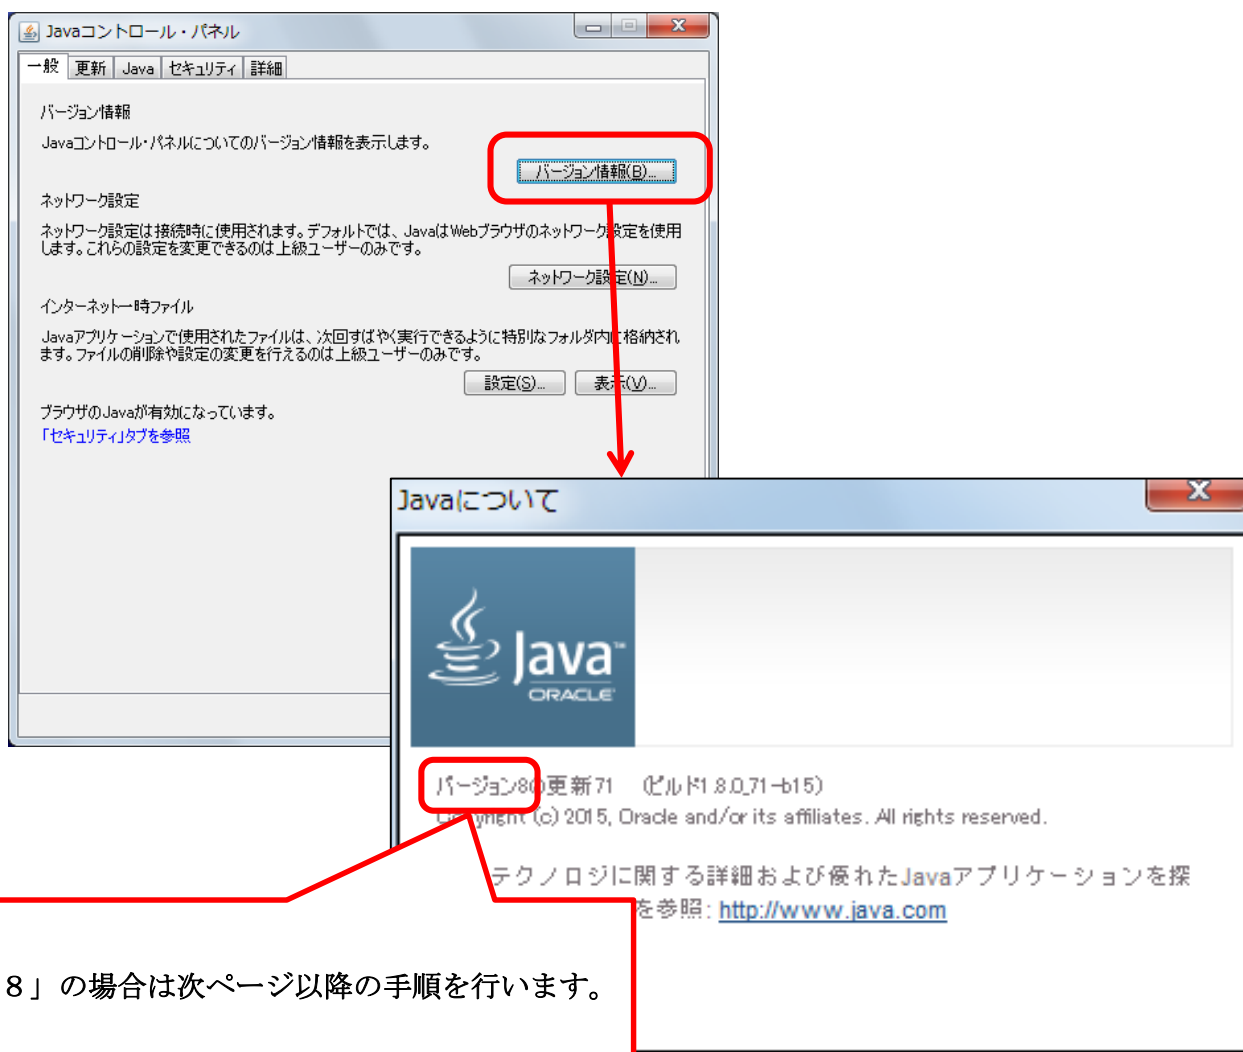 Javaコントロール・パネル
一般 更新 Java セキュリティ 詳細
バージョン情報
Javaコントロール・パネルについてのバージョン情報を表示します。
バージョン情報(B)...
ネットワーク設定
ネットワーク設定は接続時に使用されます。デフォルトでは、JavaはWebブラウザのネットワーク設定を使用
します。これらの設定を変更できるのは上級ユーザーのみです。
ネットワーク設定(N)...
インターネット一時ファイル
Javaアプリケーションで使用されたファイルは、次回すばやく実行できるように特別なフォルダ内に格納され
ます。ファイルの削除や設定の変更を行えるのは上級ユーザーのみです。
設定(S)... 表示(V)...
ブラウザのJavaが有効になっています。
「セキュリティ」タブを参照
Javaについて
Java™
ORACLE
バージョン8の更新71 (ビルド1.8.0_71-b15)
Copyright (c) 2015, Oracle and/or its affiliates. All rights reserved.
テクノロジに関する詳細および優れたJavaアプリケーションを探
を参照: http://www.java.com
8」の場合は次ページ以降の手順を行います。